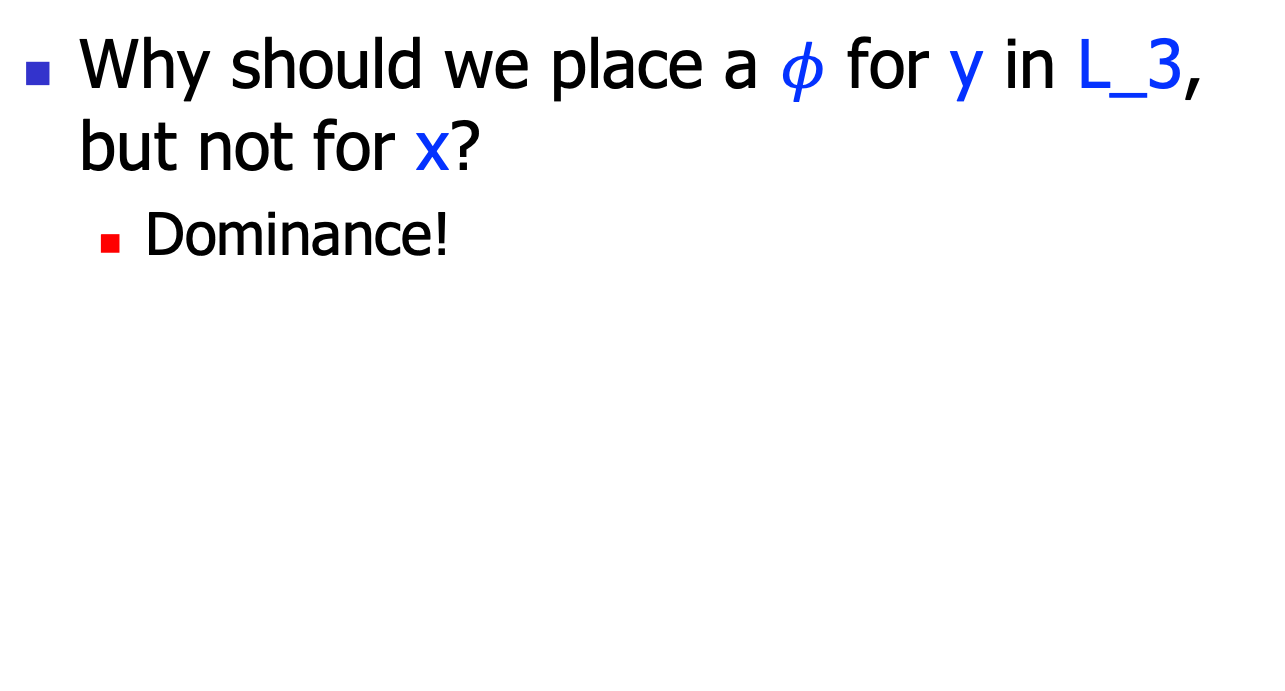 Why should we place a ϕ for y in L_3,
but not for x?
Dominance!